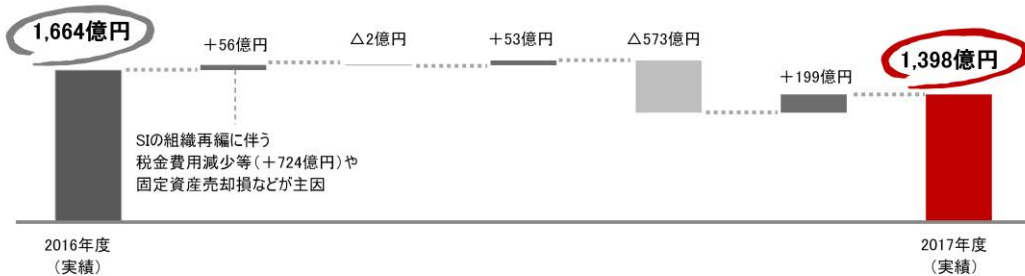 1,664億円
+56億円
△2億円
+53億円
△573億円
+199億円
1,398億円
SIの組織再編に伴う
税金費用減少等(+724億円)や
固定資産売却損などが主因
2016年度
(実績)
2017年度
(実績)